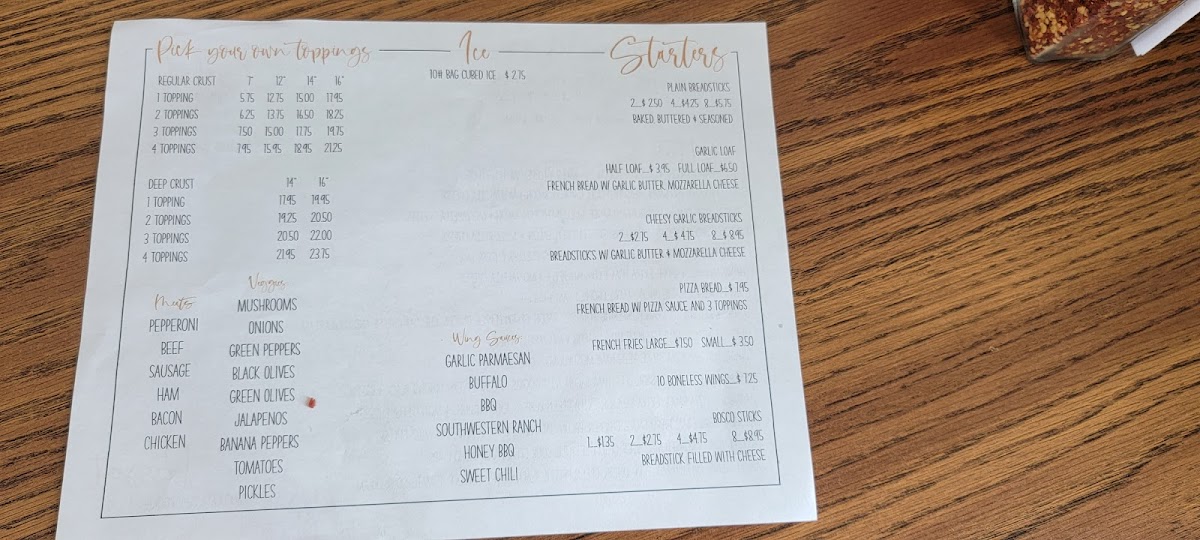 Pick your own toppings
REGULAR CRUST 7" 12" 14" 16"
1 TOPPING 5.75 12.75 15.00 17.95
2 TOPPINGS 6.25 13.75 16.50 18.25
3 TOPPINGS 7.50 15.00 17.75 19.75
4 TOPPINGS 7.95 15.95 18.95 21.25
DEEP CRUST 14" 16"
1 TOPPING 17.95 19.95
2 TOPPINGS 19.25 20.50
3 TOPPINGS 20.50 22.00
4 TOPPINGS 21.95 23.75
Meats
PEPPERONI
BEEF
SAUSAGE
HAM
BACON
CHICKEN
Veggies
MUSHROOMS
ONIONS
GREEN PEPPERS
BLACK OLIVES
GREEN OLIVES
JALAPENOS
BANANA PEPPERS
TOMATOES
PICKLES
Ice
10# BAG CUBED ICE $ 2.75
Wing Sauces
GARLIC PARMAESAN
BUFFALO
BBQ
SOUTHWESTERN RANCH
HONEY BBQ
SWEET CHILI
Starters
PLAIN BREADSTICKS
2...$ 2.50 4...$4.25 8...$5.75
BAKED, BUTTERED & SEASONED
GARLIC LOAF
HALF LOAF...$ 3.95 FULL LOAF...$6.50
FRENCH BREAD W/ GARLIC BUTTER, MOZZARELLA CHEESE
CHEESY GARLIC BREADSTICKS
2...$2.75 4...$ 4.75 8...$ 8.95
BREADSTICKS W/ GARLIC BUTTER & MOZZARELLA CHEESE
PIZZA BREAD...$ 7.95
FRENCH BREAD W/ PIZZA SAUCE AND 3 TOPPINGS
FRENCH FRIES LARGE...$7.50 SMALL...$ 3.50
10 BONELESS WINGS...$ 7.25
BOSCO STICKS
1...$1.35 2...$2.75 4...$4.75 8...$8.95
BREADSTICK FILLED WITH CHEESE